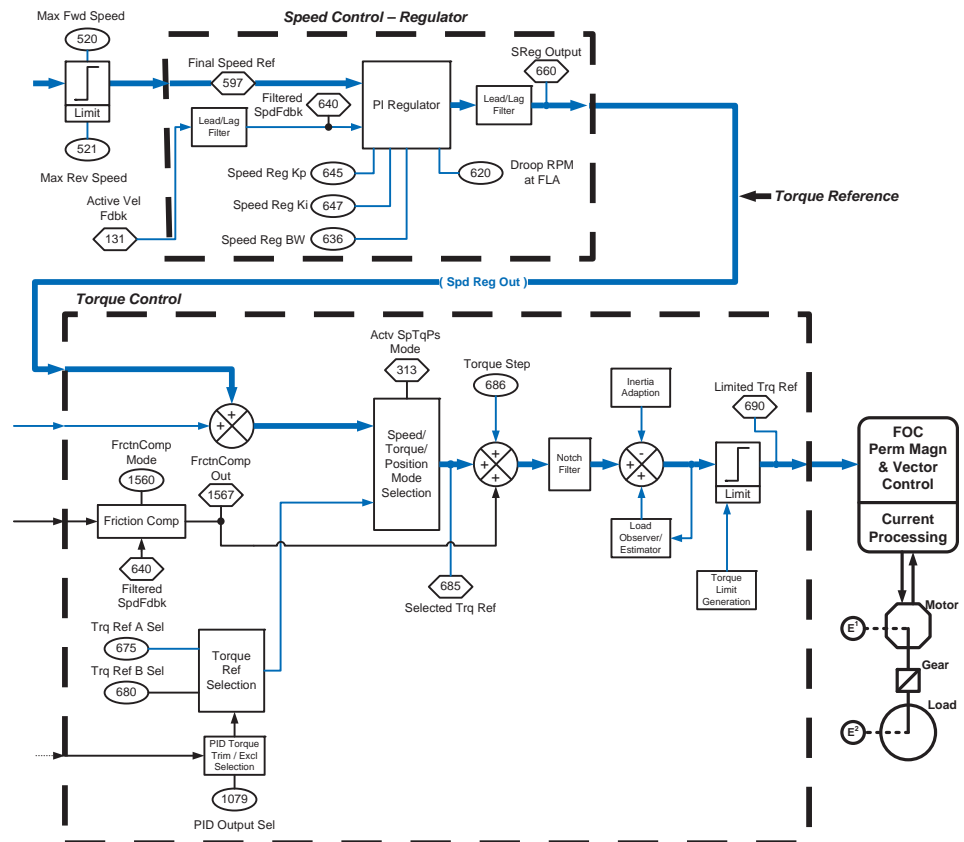 Speed Control – Regulator
Max Fwd Speed
520
Limit
521
Max Rev Speed
Final Speed Ref
597
Filtered
SpdFdbk
640
Lead/Lag
Filter
PI Regulator
Lead/Lag
Filter
SReg Output
660
Speed Reg Kp
645
620
Droop RPM
at FLA
Speed Reg Ki
647
Speed Reg BW
636
Active Vel
Fdbk
131
Torque Reference
( Spd Reg Out )
Torque Control
Actv SpTqPs
Mode
313
Torque Step
686
Inertia
Adaption
Limited Trq Ref
690
+
+
Speed/
Torque/
Position
Mode
Selection
+
+
+
Notch
Filter
-
+
+
Limit
FOC
Perm Magn
& Vector
Control
Current
Processing
FrctnComp
Mode
1560
FrctnComp
Out
1567
Friction Comp
640
Filtered
SpdFdbk
Load
Observer/
Estimator
685
Selected Trq Ref
Torque
Limit
Generation
Motor
E1
Gear
Load
E2
Trq Ref A Sel
675
Trq Ref B Sel
680
Torque
Ref
Selection
PID Torque
Trim / Excl
Selection
1079
PID Output Sel